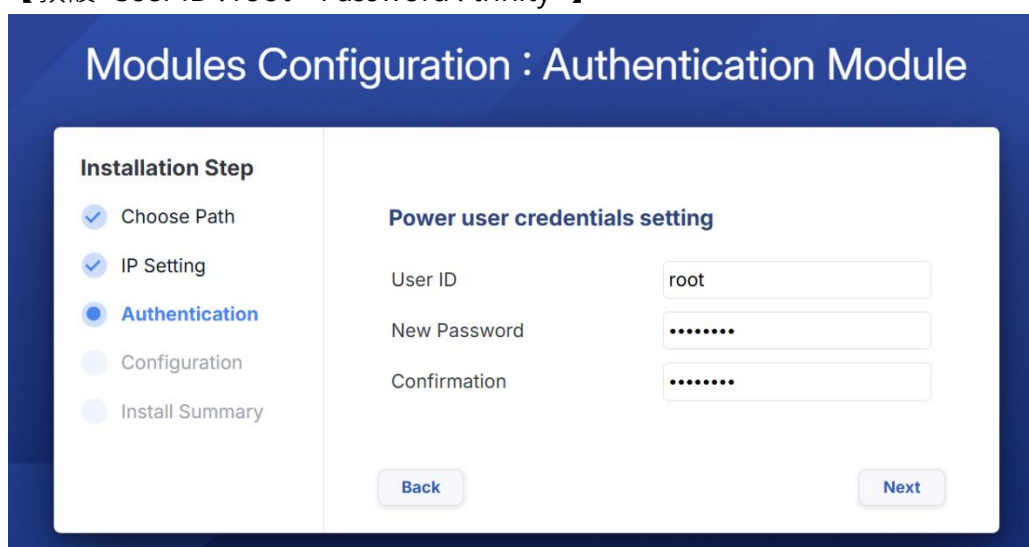 Modules Configuration : Authentication Module
Installation Step
Choose Path
IP Setting
Authentication
Configuration
Install Summary
Power user credentials setting
User ID root
New Password ••••••••
Confirmation ••••••••
Back Next